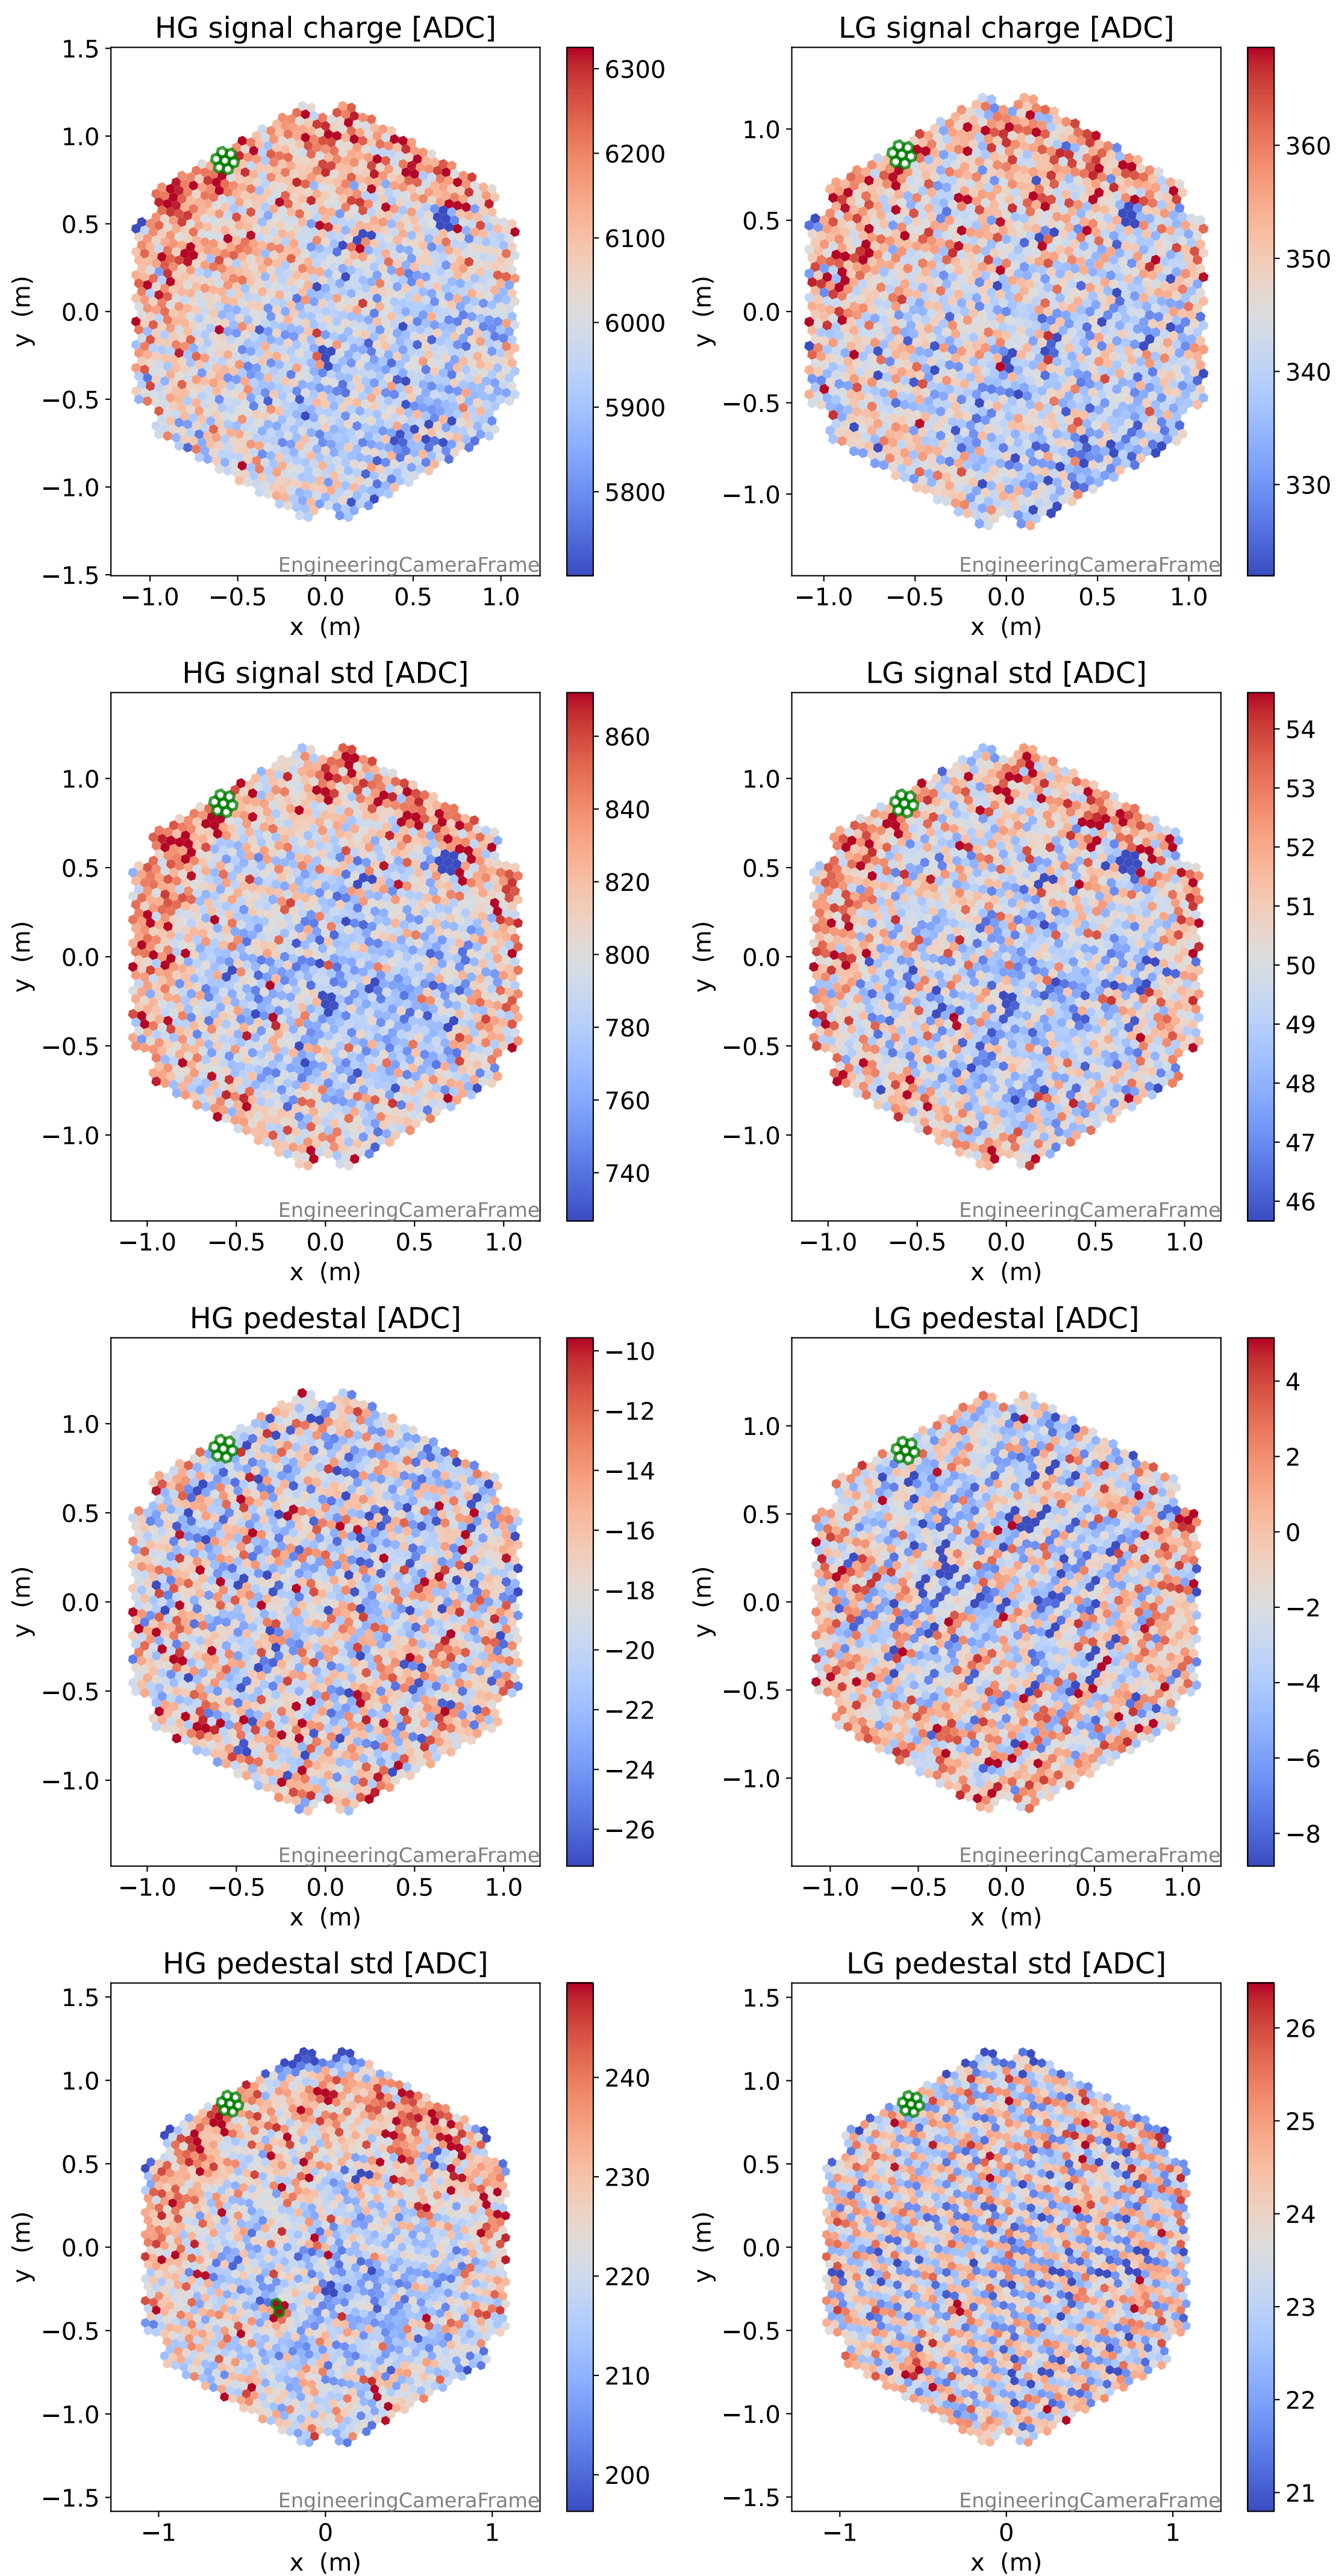 HG signal charge [ADC]
1.5
1.0
0.5
0.0
−0.5
−1.0
−1.5
y (m)
−1.0 −0.5 0.0 0.5 1.0
x (m)
EngineeringCameraFrame
6300
6200
6100
6000
5900
5800
LG signal charge [ADC]
1.0
0.5
0.0
−0.5
−1.0
y (m)
−1.0 −0.5 0.0 0.5 1.0
x (m)
EngineeringCameraFrame
360
350
340
330
HG signal std [ADC]
1.0
0.5
0.0
−0.5
−1.0
y (m)
−1.0 −0.5 0.0 0.5 1.0
x (m)
EngineeringCameraFrame
860
840
820
800
780
760
740
LG signal std [ADC]
1.0
0.5
0.0
−0.5
−1.0
y (m)
−1.0 −0.5 0.0 0.5 1.0
x (m)
EngineeringCameraFrame
54
53
52
51
50
49
48
47
46
HG pedestal [ADC]
1.0
0.5
0.0
−0.5
−1.0
y (m)
−1.0 −0.5 0.0 0.5 1.0
x (m)
EngineeringCameraFrame
−10
−12
−14
−16
−18
−20
−22
−24
−26
LG pedestal [ADC]
1.0
0.5
0.0
−0.5
−1.0
y (m)
−1.0 −0.5 0.0 0.5 1.0
x (m)
EngineeringCameraFrame
4
2
0
−2
−4
−6
−8
HG pedestal std [ADC]
1.5
1.0
0.5
0.0
−0.5
−1.0
−1.5
y (m)
−1 0 1
x (m)
EngineeringCameraFrame
240
230
220
210
200
LG pedestal std [ADC]
1.5
1.0
0.5
0.0
−0.5
−1.0
−1.5
y (m)
−1 0 1
x (m)
EngineeringCameraFrame
26
25
24
23
22
21